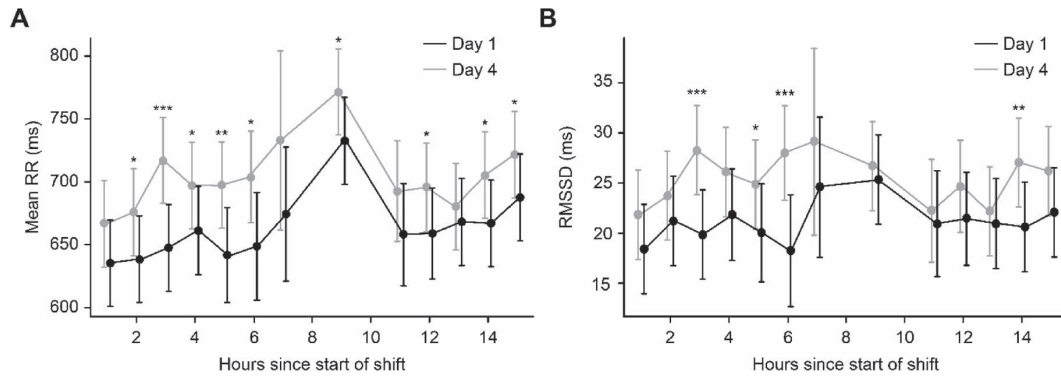 A
B
Day 1
Day 4
Day 1
Day 4
800
750
700
650
600
Mean RR (ms)
* *** * ** * * * * *
2 4 6 8 10 12 14
Hours since start of shift
35
30
25
20
15
RMSSD (ms)
*** * *** **
2 4 6 8 10 12 14
Hours since start of shift